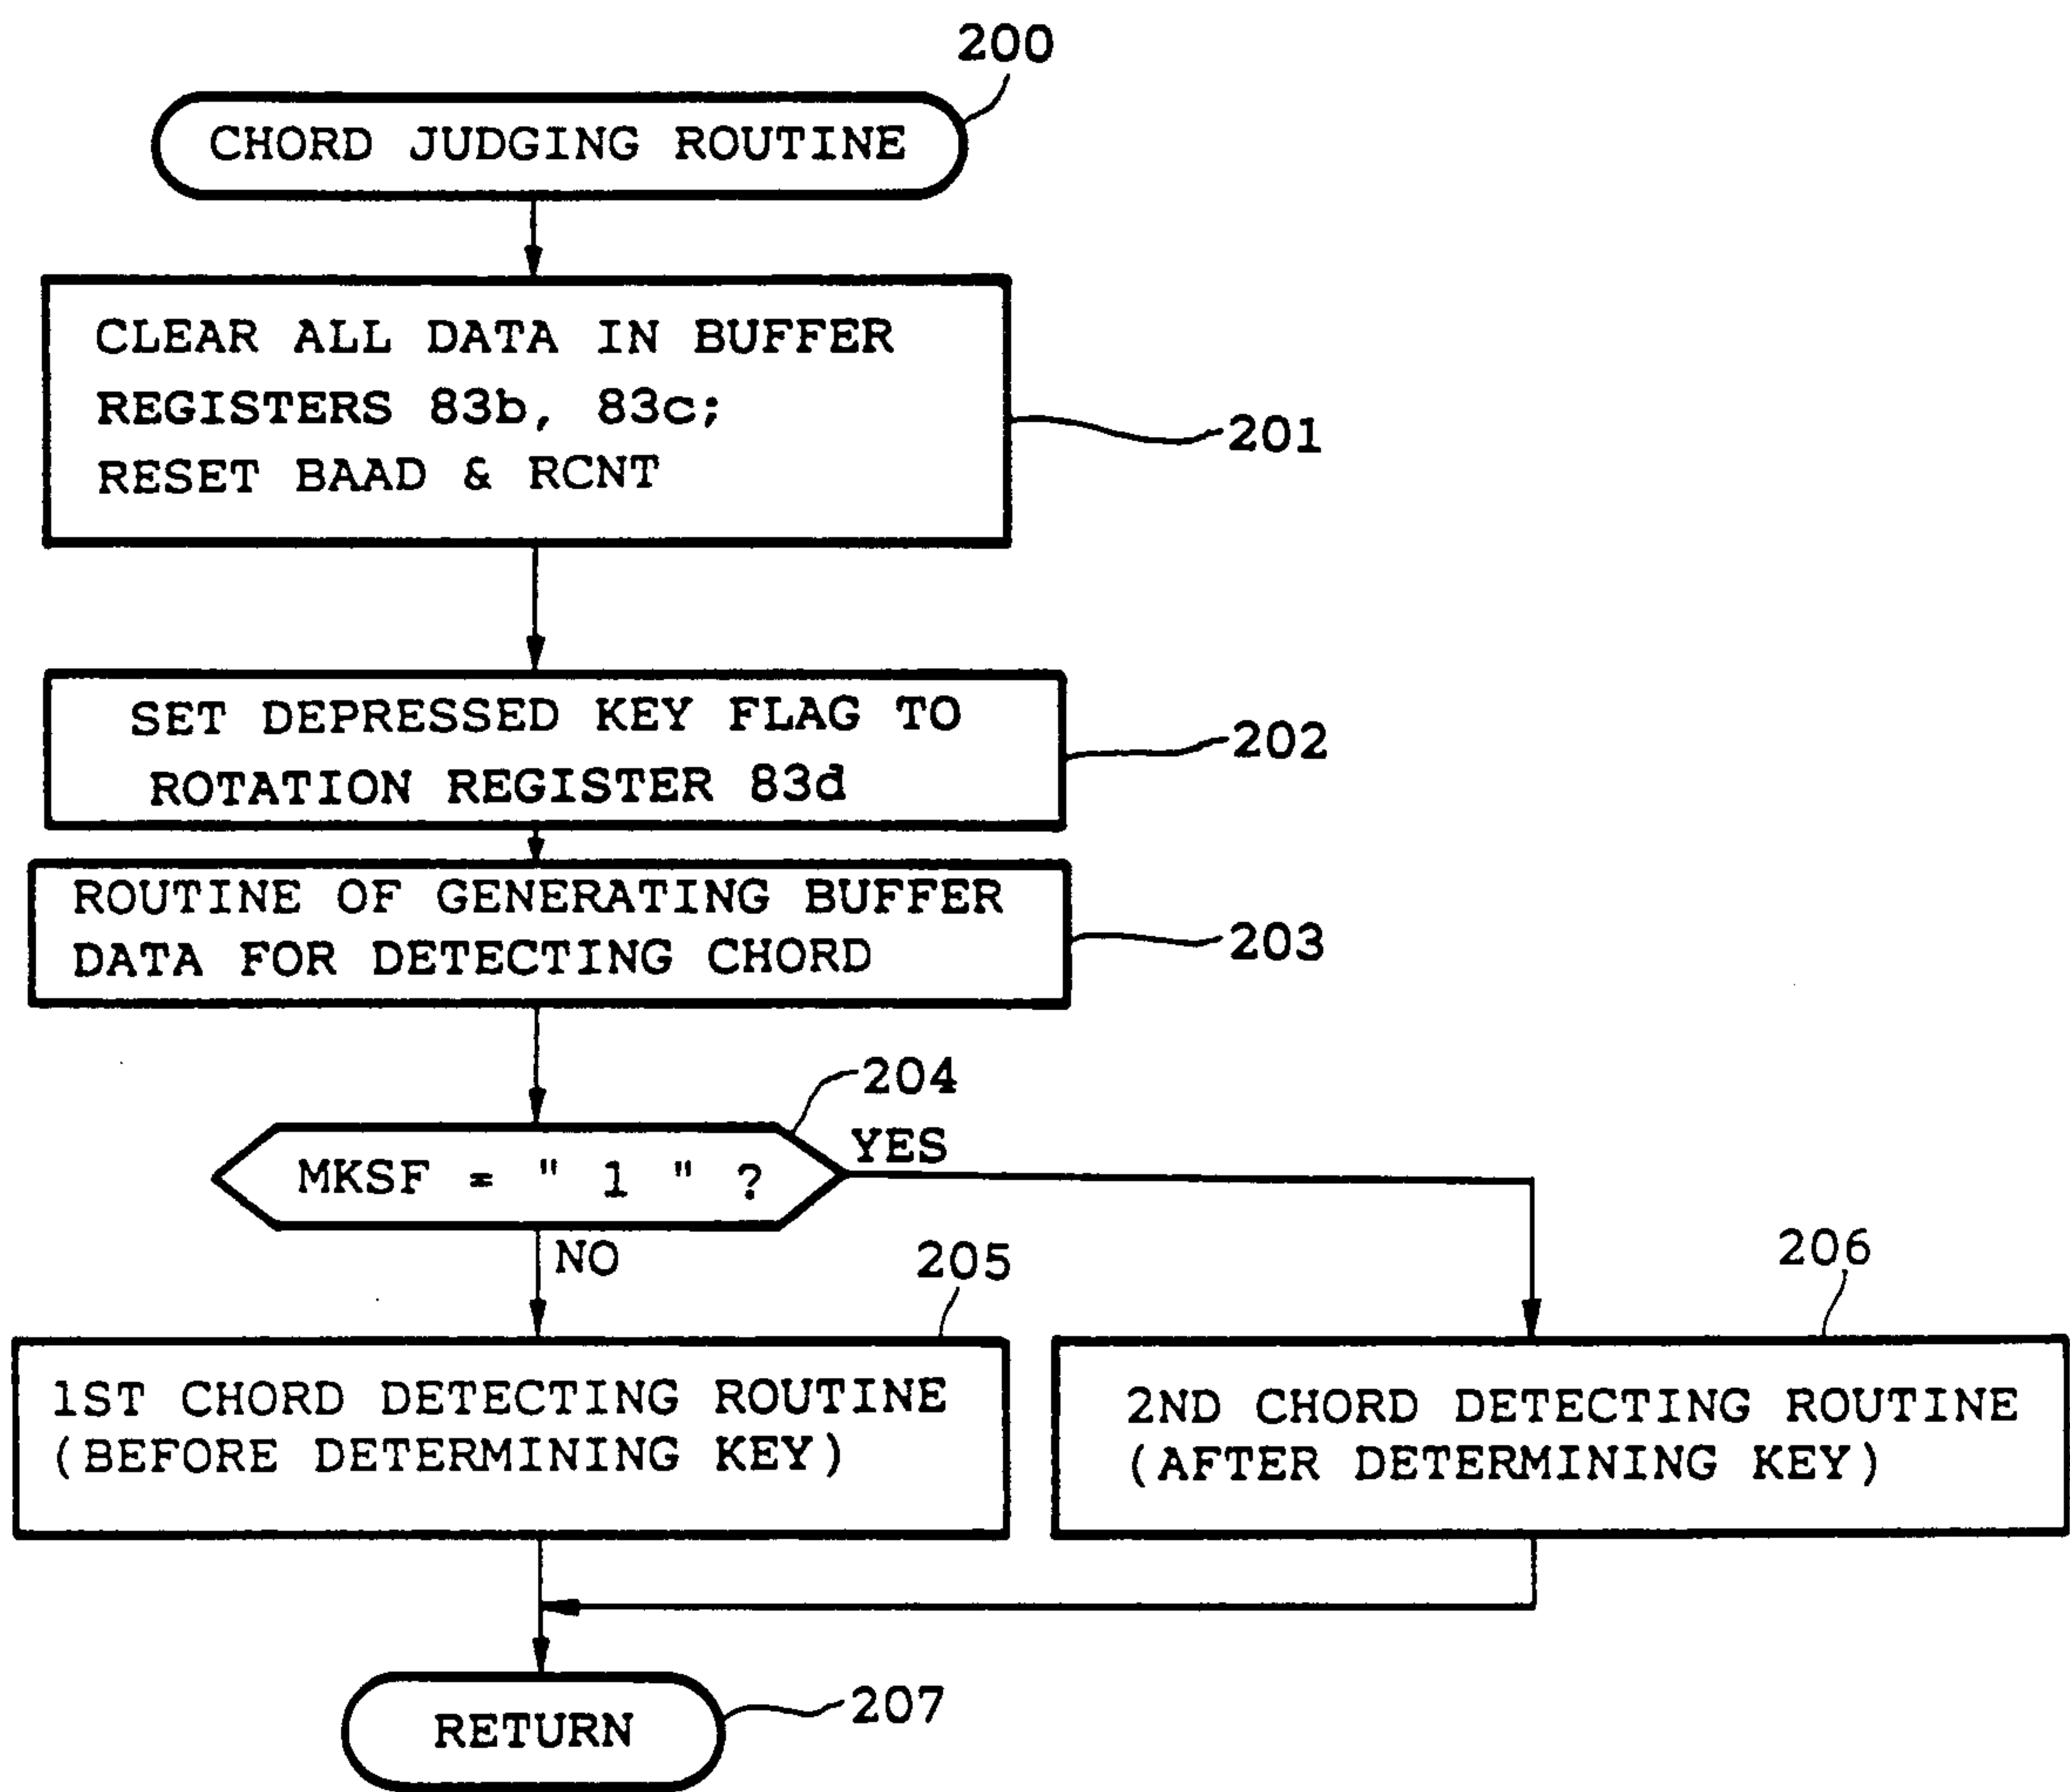 200
CHORD JUDGING ROUTINE
CLEAR ALL DATA IN BUFFER
REGISTERS 83b, 83c;
RESET BAAD & RCNT
201
SET DEPRESSED KEY FLAG TO
ROTATION REGISTER 83d
202
ROUTINE OF GENERATING BUFFER
DATA FOR DETECTING CHORD
203
204
MKSF = " 1 " ?
YES
NO
205
206
1ST CHORD DETECTING ROUTINE
(BEFORE DETERMINING KEY)
2ND CHORD DETECTING ROUTINE
(AFTER DETERMINING KEY)
RETURN
207